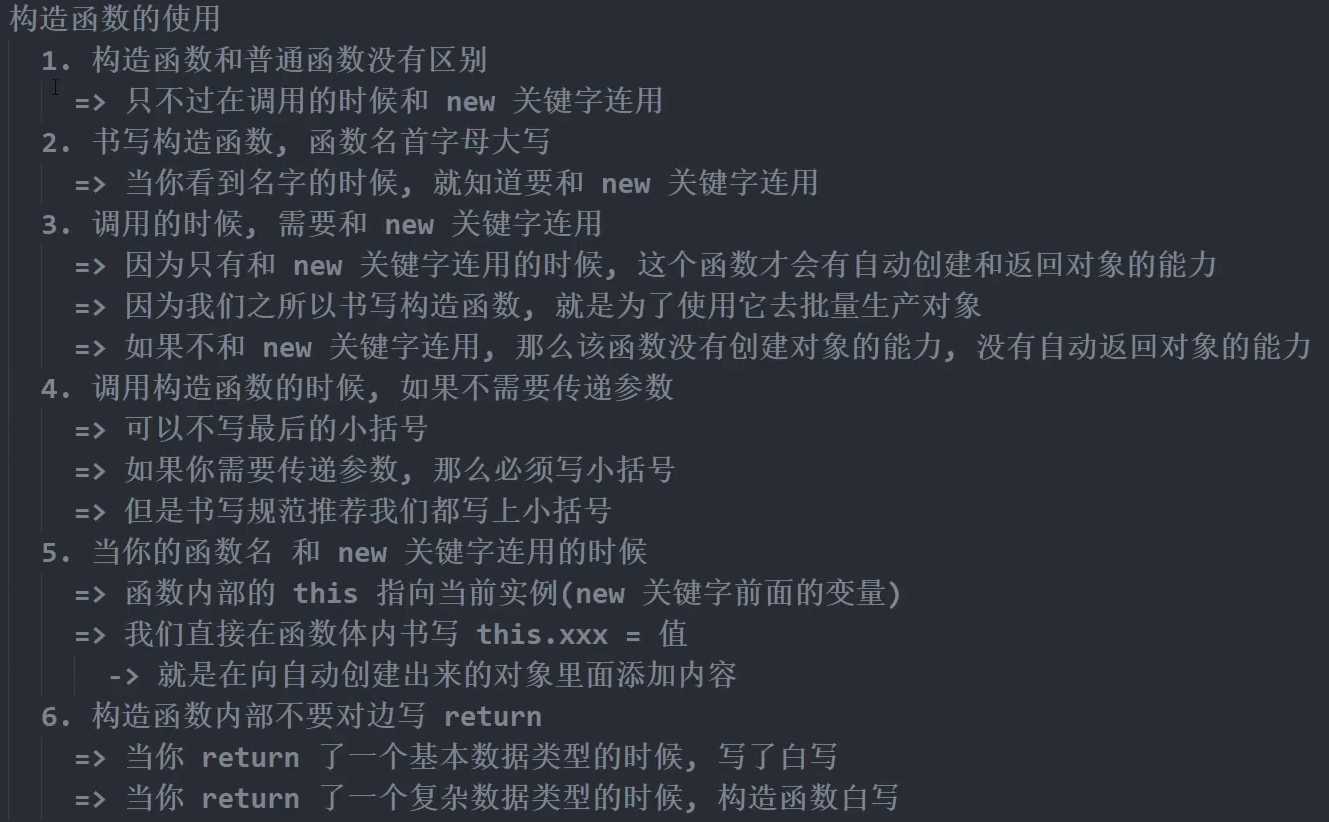 构造函数的使用
1. 构造函数和普通函数没有区别
=> 只不过在调用的时候和 new 关键字连用
2. 书写构造函数, 函数名首字母大写
=> 当你看到名字的时候, 就知道要和 new 关键字连用
3. 调用的时候, 需要和 new 关键字连用
=> 因为只有和 new 关键字连用的时候, 这个函数才会有自动创建和返回对象的能力
=> 因为我们之所以书写构造函数, 就是为了使用它去批量生产对象
=> 如果不和 new 关键字连用, 那么该函数没有创建对象的能力, 没有自动返回对象的能力
4. 调用构造函数的时候, 如果不需要传递参数
=> 可以不写最后的小括号
=> 如果你需要传递参数, 那么必须写小括号
=> 但是书写规范推荐我们都写上小括号
5. 当你的函数名 和 new 关键字连用的时候
=> 函数内部的 this 指向当前实例(new 关键字前面的变量)
=> 我们直接在函数体内书写 this.xxx = 值
-> 就是在向自动创建出来的对象里面添加内容
6. 构造函数内部不要对边写 return
=> 当你 return 了一个基本数据类型的时候, 写了白写
=> 当你 return 了一个复杂数据类型的时候, 构造函数白写